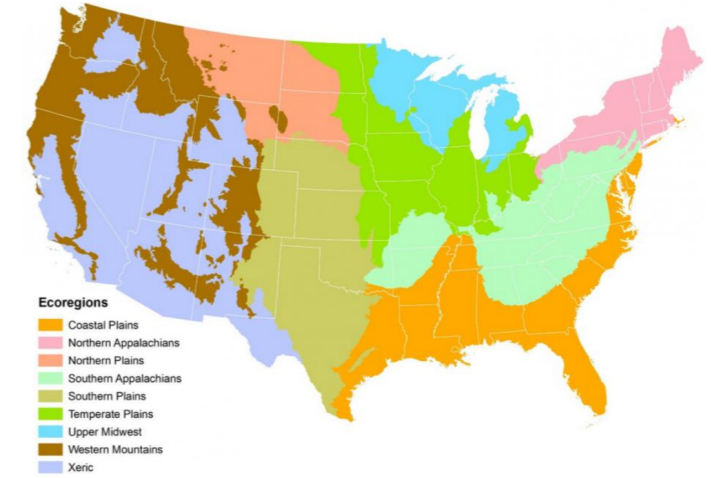 Ecoregions
Coastal Plains
Northern Appalachians
Northern Plains
Southern Appalachians
Southern Plains
Temperate Plains
Upper Midwest
Western Mountains
Xeric